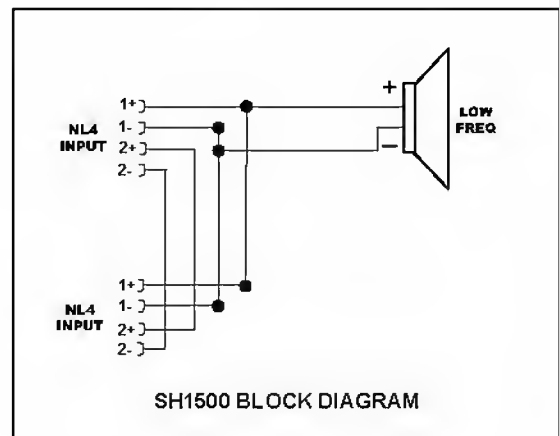 1+
1-
2+
2-
NL4
INPUT
+
−
LOW
FREQ
1+
1-
2+
2-
NL4
INPUT
SH1500 BLOCK DIAGRAM